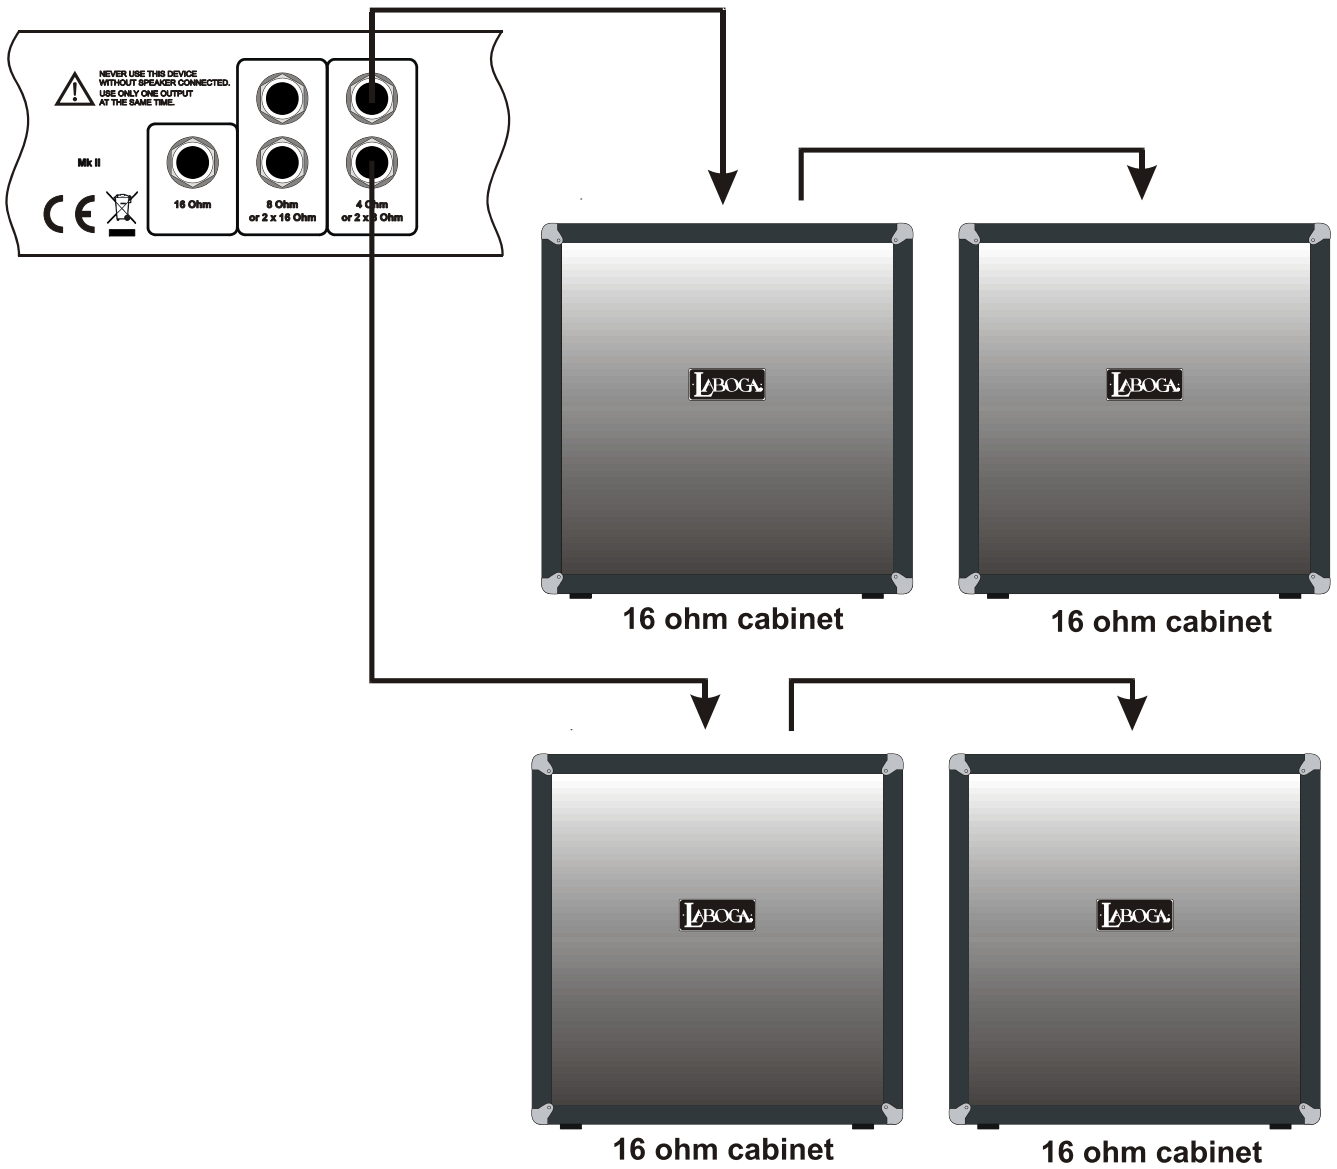 NEVER USE THIS DEVICE
WITHOUT SPEAKER CONNECTED.
USE ONLY ONE OUTPUT
AT THE SAME TIME.
Mk II
16 Ohm
8 Ohm
or 2 x 16 Ohm
4 Ohm
or 2 x 8 Ohm
CE
LABOGA
LABOGA
16 ohm cabinet
16 ohm cabinet
LABOGA
LABOGA
16 ohm cabinet
16 ohm cabinet